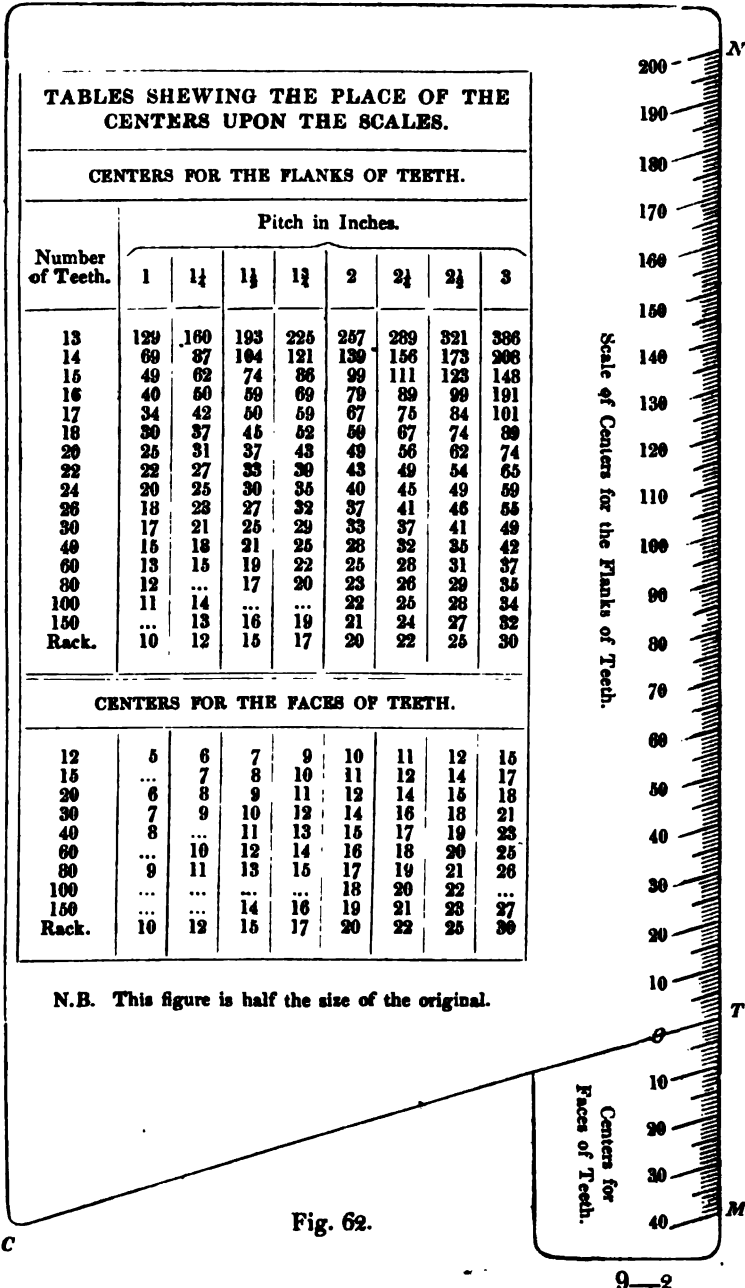 TABLES SHEWING THE PLACE OF THE
CENTERS UPON THE SCALES.
CENTERS FOR THE FLANKS OF TEETH.
Pitch in Inches.
Number
of Teeth. 1 1¼ 1½ 1¾ 2 2¼ 2½ 3
13 129 160 193 225 257 289 321 386
14 69 87 104 121 139 156 173 208
15 49 62 74 86 99 111 123 148
16 40 50 59 69 79 89 99 191
17 34 42 50 59 67 75 84 101
18 30 37 45 52 59 67 74 89
20 25 31 37 43 49 56 62 74
22 22 27 33 39 43 49 54 65
24 20 25 30 35 40 45 49 59
26 18 23 27 32 37 41 46 55
30 17 21 25 29 33 37 41 49
40 15 18 21 25 28 32 35 42
60 13 15 19 22 25 28 31 37
80 12 ... 17 20 23 26 29 35
100 11 14 ... ... 22 25 28 34
150 ... 13 16 19 21 24 27 32
Rack. 10 12 15 17 20 22 25 30
CENTERS FOR THE FACES OF TEETH.
12 5 6 7 9 10 11 12 15
15 ... 7 8 10 11 12 14 17
20 6 8 9 11 12 14 15 18
30 7 9 10 12 14 16 18 21
40 8 ... 11 13 15 17 19 23
60 ... 10 12 14 16 18 20 25
80 9 11 13 15 17 19 21 26
100 ... ... ... ... 18 20 22 ...
150 ... ... 14 16 19 21 23 27
Rack. 10 12 15 17 20 22 25 30
N.B. This figure is half the size of the original.
Scale of Centers for the Flanks of Teeth.
N
200
190
180
170
160
150
140
130
120
110
100
90
80
70
60
50
40
30
20
10
T
0
10
20
30
40
M
Centers for
Faces of Teeth.
C
Fig. 62.
9—2